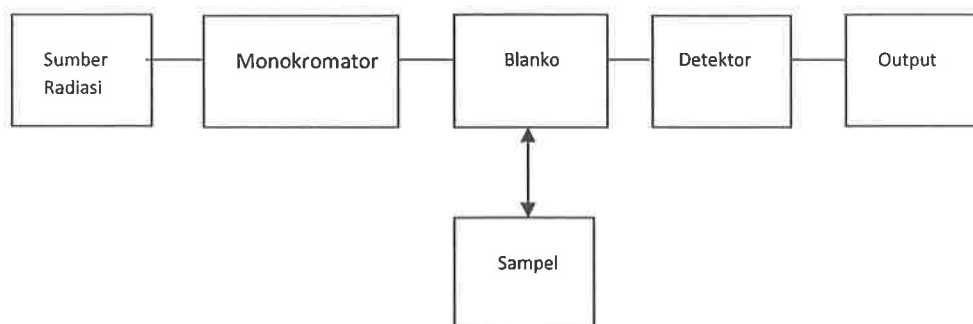 Sumber
Radiasi
Monokromator
Blanko
Detektor
Output
Sampel